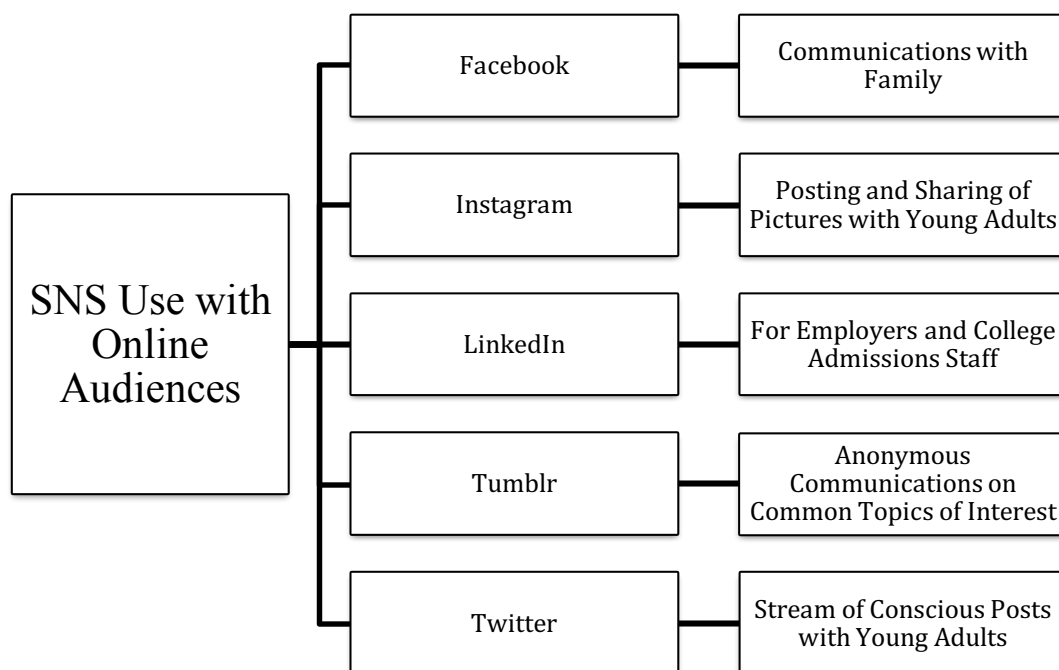 SNS Use with
Online
Audiences
Facebook
Communications with
Family
Instagram
Posting and Sharing of
Pictures with Young Adults
LinkedIn
For Employers and College
Admissions Staff
Tumblr
Anonymous
Communications on
Common Topics of Interest
Twitter
Stream of Conscious Posts
with Young Adults